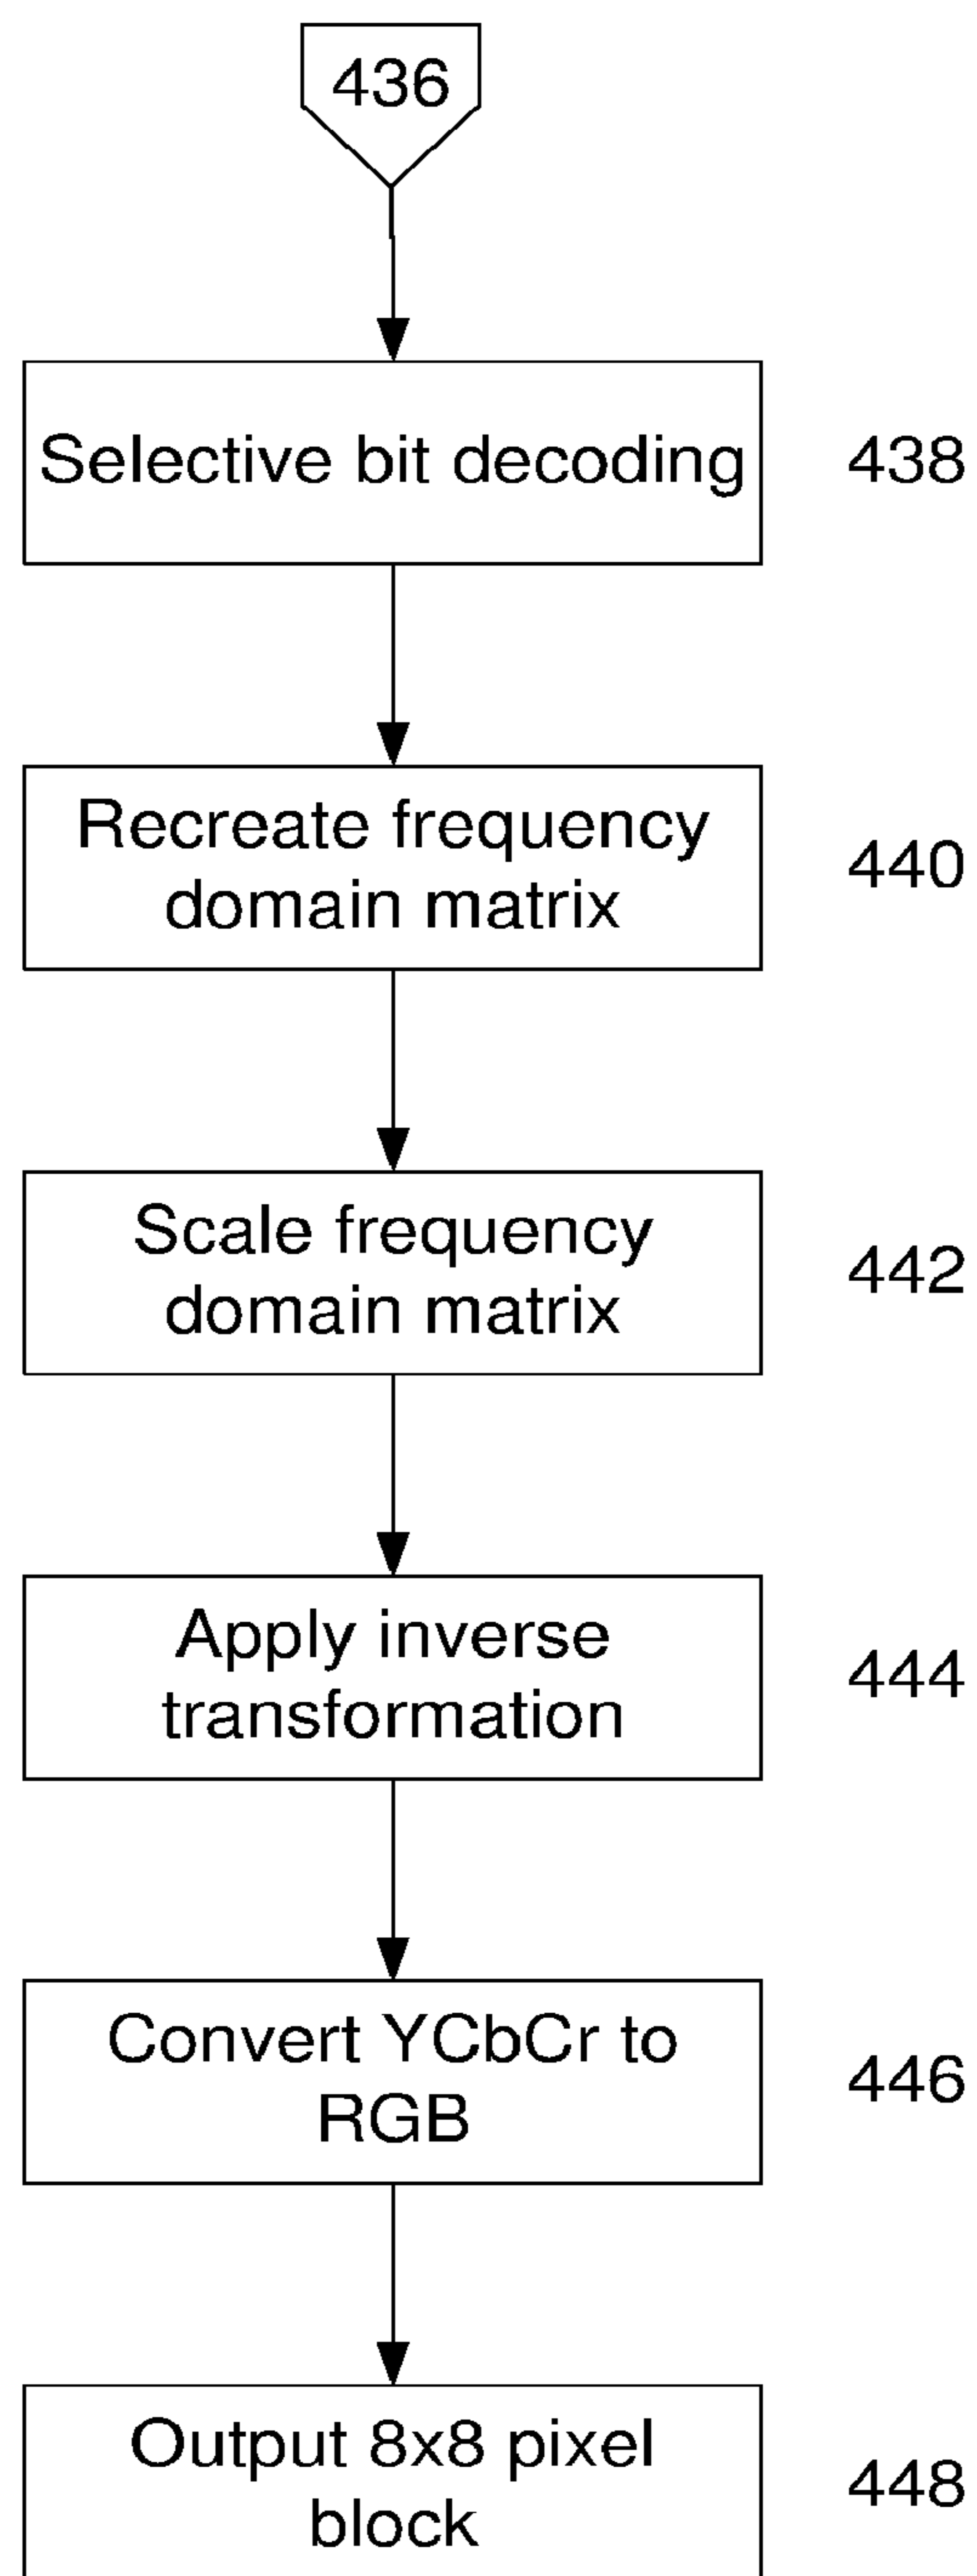 436
Selective bit decoding
438
Recreate frequency
domain matrix
440
Scale frequency
domain matrix
442
Apply inverse
transformation
444
Convert YCbCr to
RGB
446
Output 8x8 pixel
block
448